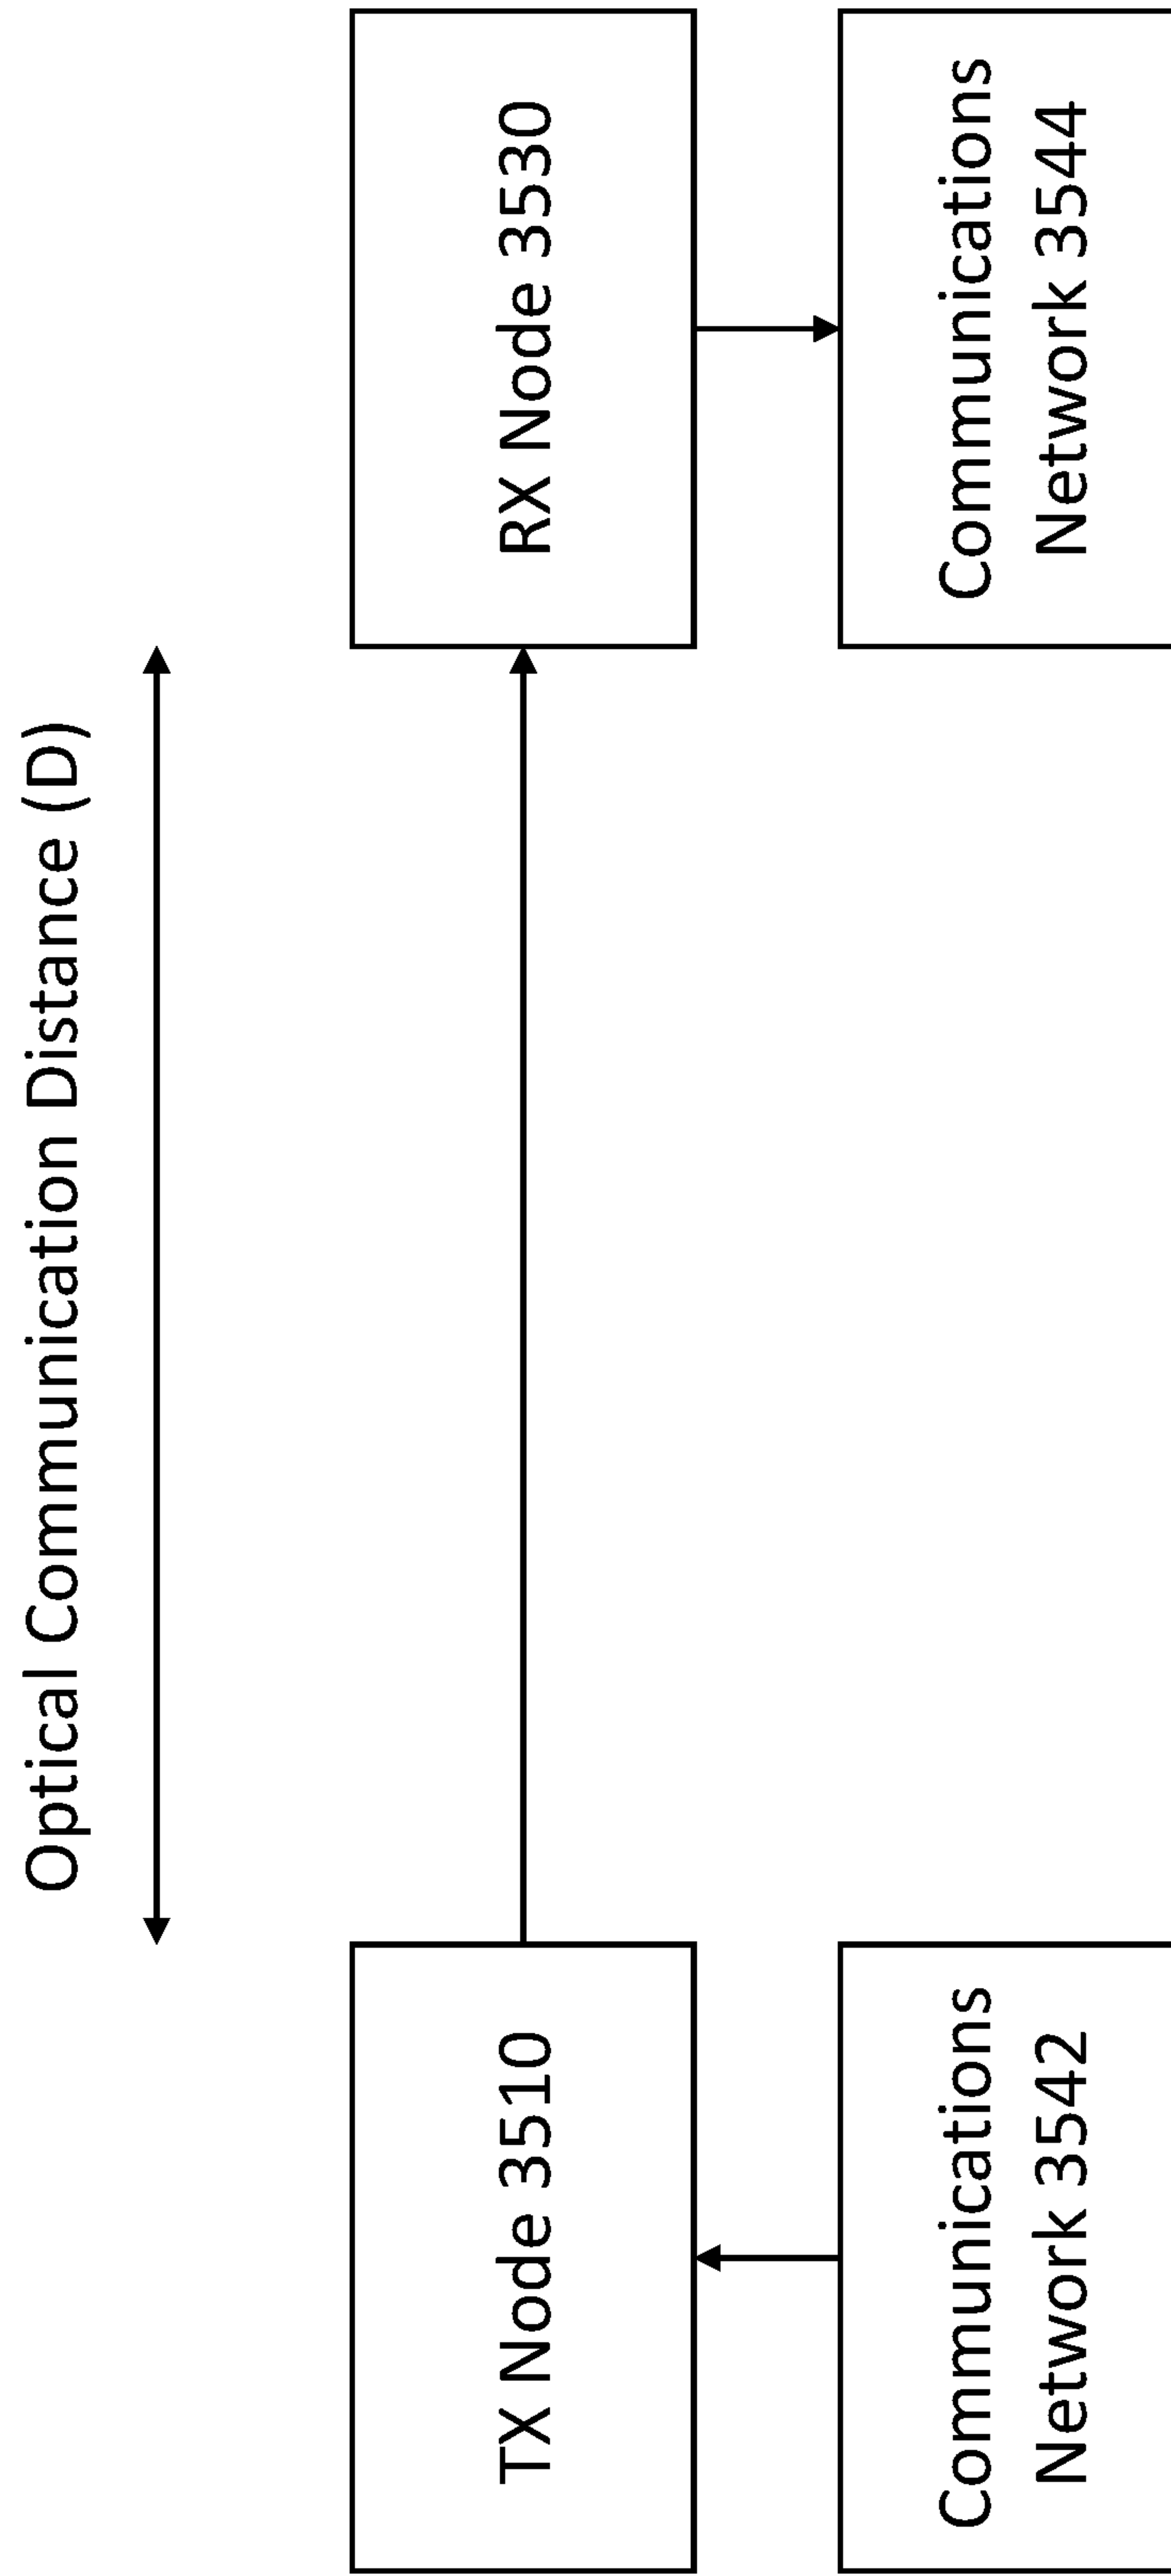 Optical Communication Distance (D)
TX Node 3510
RX Node 3530
Communications
Network 3542
Communications
Network 3544